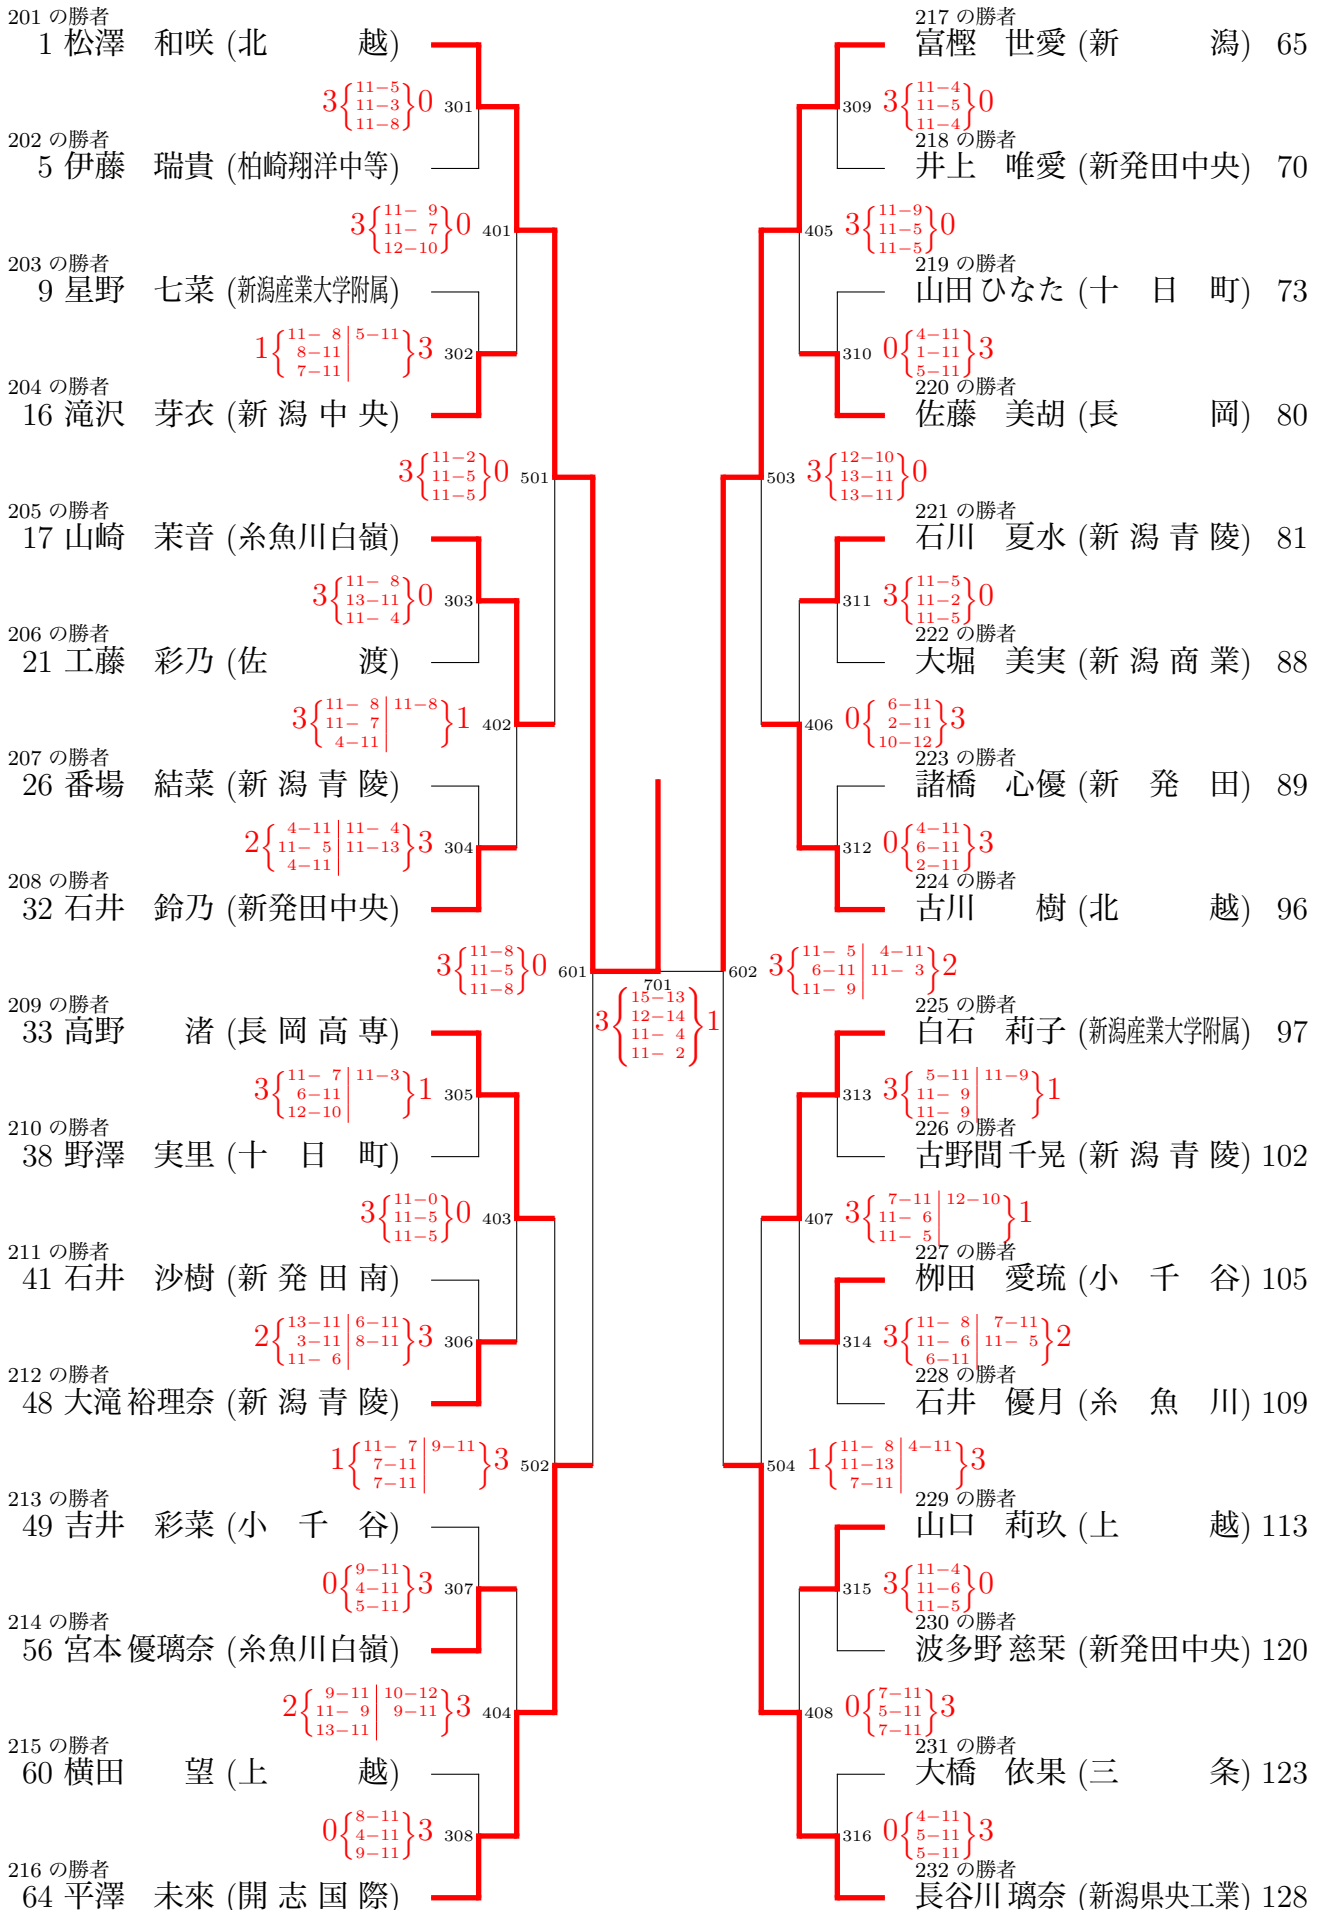 201 の勝者
1 松澤 和咲 (北 越)
3{11-5 11-3 11-8}0 301
202 の勝者
5 伊藤 瑞貴 (柏崎翔洋中等)
3{11- 9 11- 7 12-10}0 401
203 の勝者
9 星野 七菜 (新潟産業大学附属)
1{11- 8 8-11 7-11 | 5-11}3 302
204 の勝者
16 滝沢 芽衣 (新 潟 中 央)
3{11-2 11-5 11-5}0 501
205 の勝者
17 山崎 茉音 (糸魚川白嶺)
3{11- 8 13-11 11- 4}0 303
206 の勝者
21 工藤 彩乃 (佐 渡)
3{11- 8 11- 7 4-11 | 11-8}1 402
207 の勝者
26 番場 結菜 (新 潟 青 陵)
2{4-11 11- 5 4-11 | 11- 4 11-13}3 304
208 の勝者
32 石井 鈴乃 (新発田中央)
3{11-8 11-5 11-8}0 601
209 の勝者
33 高野 渚 (長 岡 高 専)
3{11- 7 6-11 12-10 | 11-3}1 305
210 の勝者
38 野澤 実里 (十 日 町)
3{11-0 11-5 11-5}0 403
211 の勝者
41 石井 沙樹 (新 発 田 南)
2{13-11 3-11 11- 6 | 6-11 8-11}3 306
212 の勝者
48 大滝裕理奈 (新 潟 青 陵)
1{11- 7 7-11 7-11 | 9-11}3 502
213 の勝者
49 吉井 彩菜 (小 千 谷)
0{9-11 4-11 5-11}3 307
214 の勝者
56 宮本優璃奈 (糸魚川白嶺)
2{9-11 11- 9 13-11 | 10-12 9-11}3 404
215 の勝者
60 横田 望 (上 越)
0{8-11 4-11 9-11}3 308
216 の勝者
64 平澤 未來 (開 志 国 際)
701
3{15-13 12-14 11- 4 11- 2}1
217 の勝者
富樫 世愛 (新 潟) 65
309 3{11-4 11-5 11-4}0
218 の勝者
井上 唯愛 (新発田中央) 70
405 3{11-9 11-5 11-5}0
219 の勝者
山田ひなた (十 日 町) 73
310 0{4-11 1-11 5-11}3
220 の勝者
佐藤 美胡 (長 岡) 80
503 3{12-10 13-11 13-11}0
221 の勝者
石川 夏水 (新 潟 青 陵) 81
311 3{11-5 11-2 11-5}0
222 の勝者
大堀 美実 (新 潟 商 業) 88
406 0{6-11 2-11 10-12}3
223 の勝者
諸橋 心優 (新 発 田) 89
312 0{4-11 6-11 2-11}3
224 の勝者
古川 樹 (北 越) 96
602 3{11- 5 6-11 11- 9 | 4-11 11- 3}2
225 の勝者
白石 莉子 (新潟産業大学附属) 97
313 3{5-11 11- 9 11- 9 | 11-9}1
226 の勝者
古野間千晃 (新 潟 青 陵) 102
407 3{7-11 11- 6 11- 5 | 12-10}1
227 の勝者
栁田 愛琉 (小 千 谷) 105
314 3{11- 8 11- 6 6-11 | 7-11 11- 5}2
228 の勝者
石井 優月 (糸 魚 川) 109
504 1{11- 8 11-13 7-11 | 4-11}3
229 の勝者
山口 莉玖 (上 越) 113
315 3{11-4 11-6 11-5}0
230 の勝者
波多野慈栞 (新発田中央) 120
408 0{7-11 5-11 7-11}3
231 の勝者
大橋 依果 (三 条) 123
316 0{4-11 5-11 5-11}3
232 の勝者
長谷川璃奈 (新潟県央工業) 128